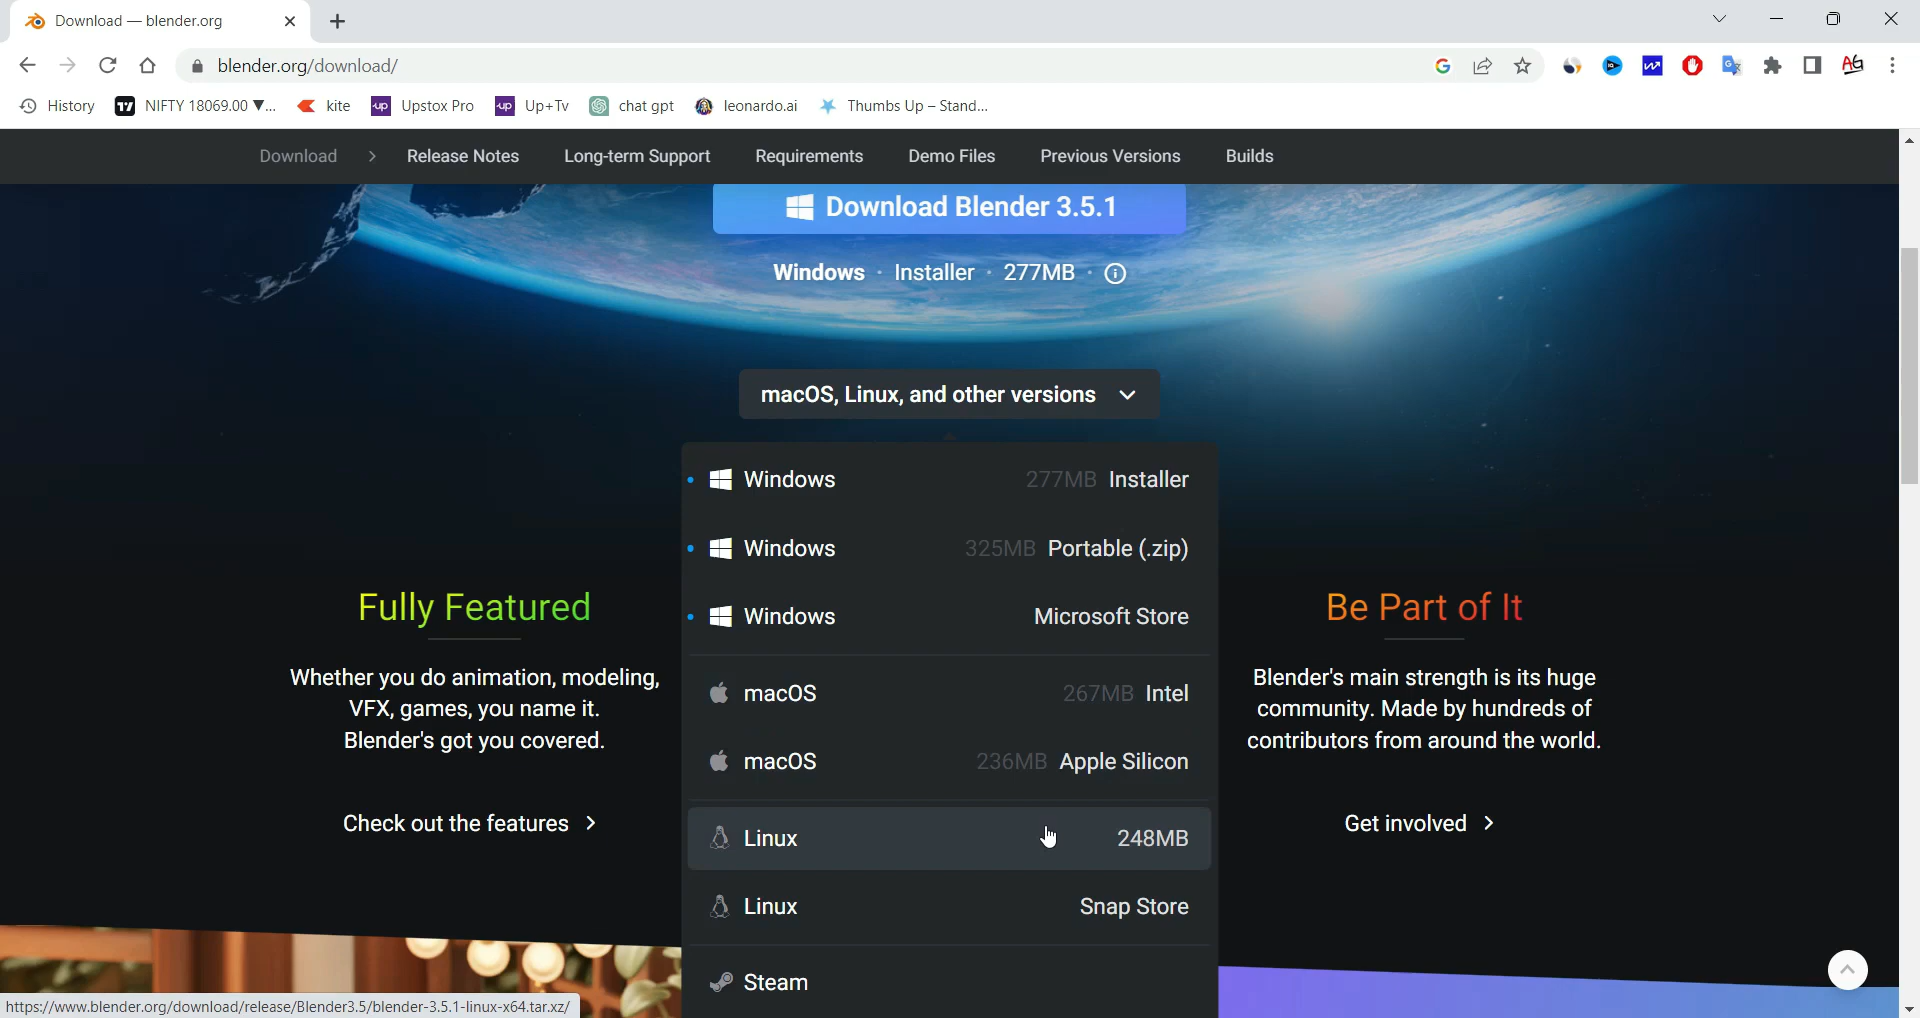 Download — blender.org
blender.org/download/
History NIFTY 18069.00 ▼... kite Upstox Pro Up+Tv chat gpt leonardo.ai Thumbs Up – Stand...
Download > Release Notes Long-term Support Requirements Demo Files Previous Versions Builds
Download Blender 3.5.1
Windows · Installer · 277MB ·
macOS, Linux, and other versions
Windows 277MB Installer
Windows 325MB Portable (.zip)
Windows Microsoft Store
macOS 267MB Intel
macOS 236MB Apple Silicon
Linux 248MB
Linux Snap Store
Steam
Fully Featured
Whether you do animation, modeling,
VFX, games, you name it.
Blender's got you covered.
Check out the features >
Be Part of It
Blender's main strength is its huge
community. Made by hundreds of
contributors from around the world.
Get involved >
https://www.blender.org/download/release/Blender3.5/blender-3.5.1-linux-x64.tar.xz/